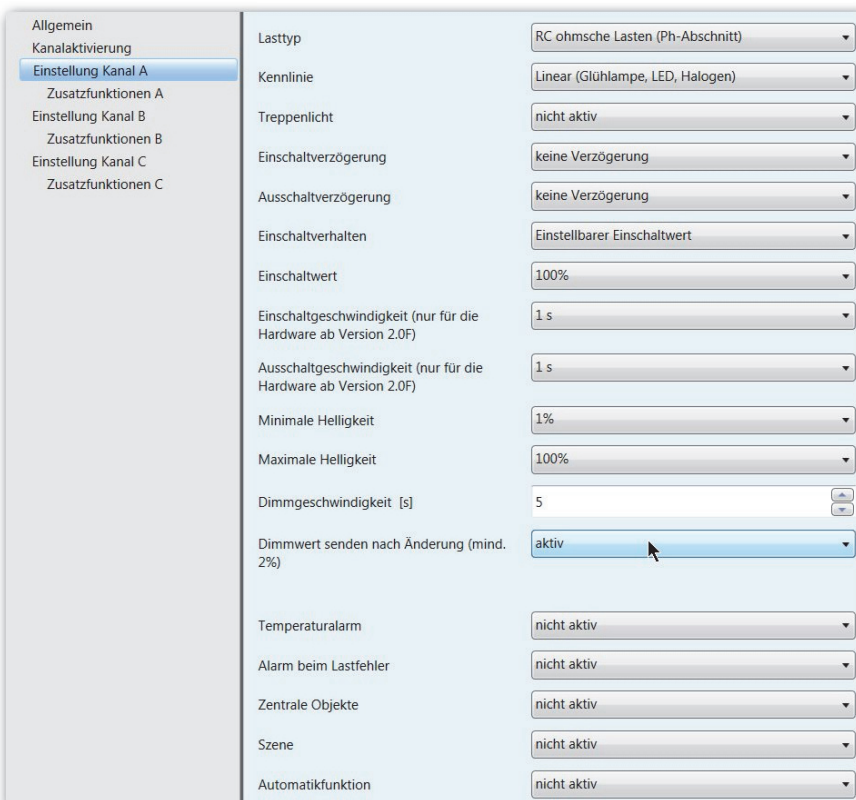 Allgemein
Kanalaktivierung
Einstellung Kanal A
Zusatzfunktionen A
Einstellung Kanal B
Zusatzfunktionen B
Einstellung Kanal C
Zusatzfunktionen C
Lasttyp
RC ohmsche Lasten (Ph-Abschnitt)
Kennlinie
Linear (Glühlampe, LED, Halogen)
Treppenlicht
nicht aktiv
Einschaltverzögerung
keine Verzögerung
Ausschaltverzögerung
keine Verzögerung
Einschaltverhalten
Einstellbarer Einschaltwert
Einschaltwert
100%
Einschaltgeschwindigkeit (nur für die
Hardware ab Version 2.0F)
1 s
Ausschaltgeschwindigkeit (nur für die
Hardware ab Version 2.0F)
1 s
Minimale Helligkeit
1%
Maximale Helligkeit
100%
Dimmgeschwindigkeit [s]
5
Dimmwert senden nach Änderung (mind.
2%)
aktiv
Temperaturalarm
nicht aktiv
Alarm beim Lastfehler
nicht aktiv
Zentrale Objekte
nicht aktiv
Szene
nicht aktiv
Automatikfunktion
nicht aktiv